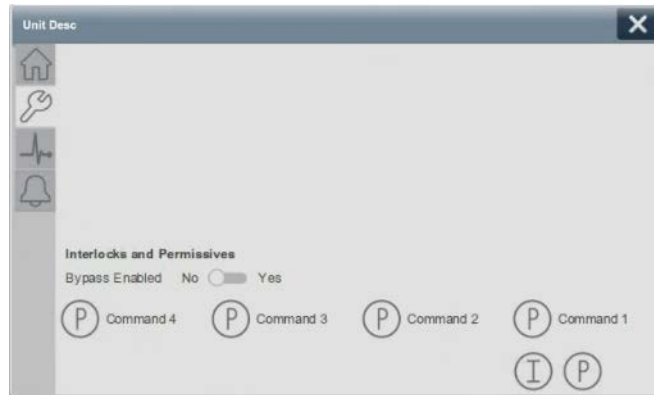 Unit Desc
Interlocks and Permissives
Bypass Enabled No Yes
P Command 4 P Command 3 P Command 2 P Command 1
I P